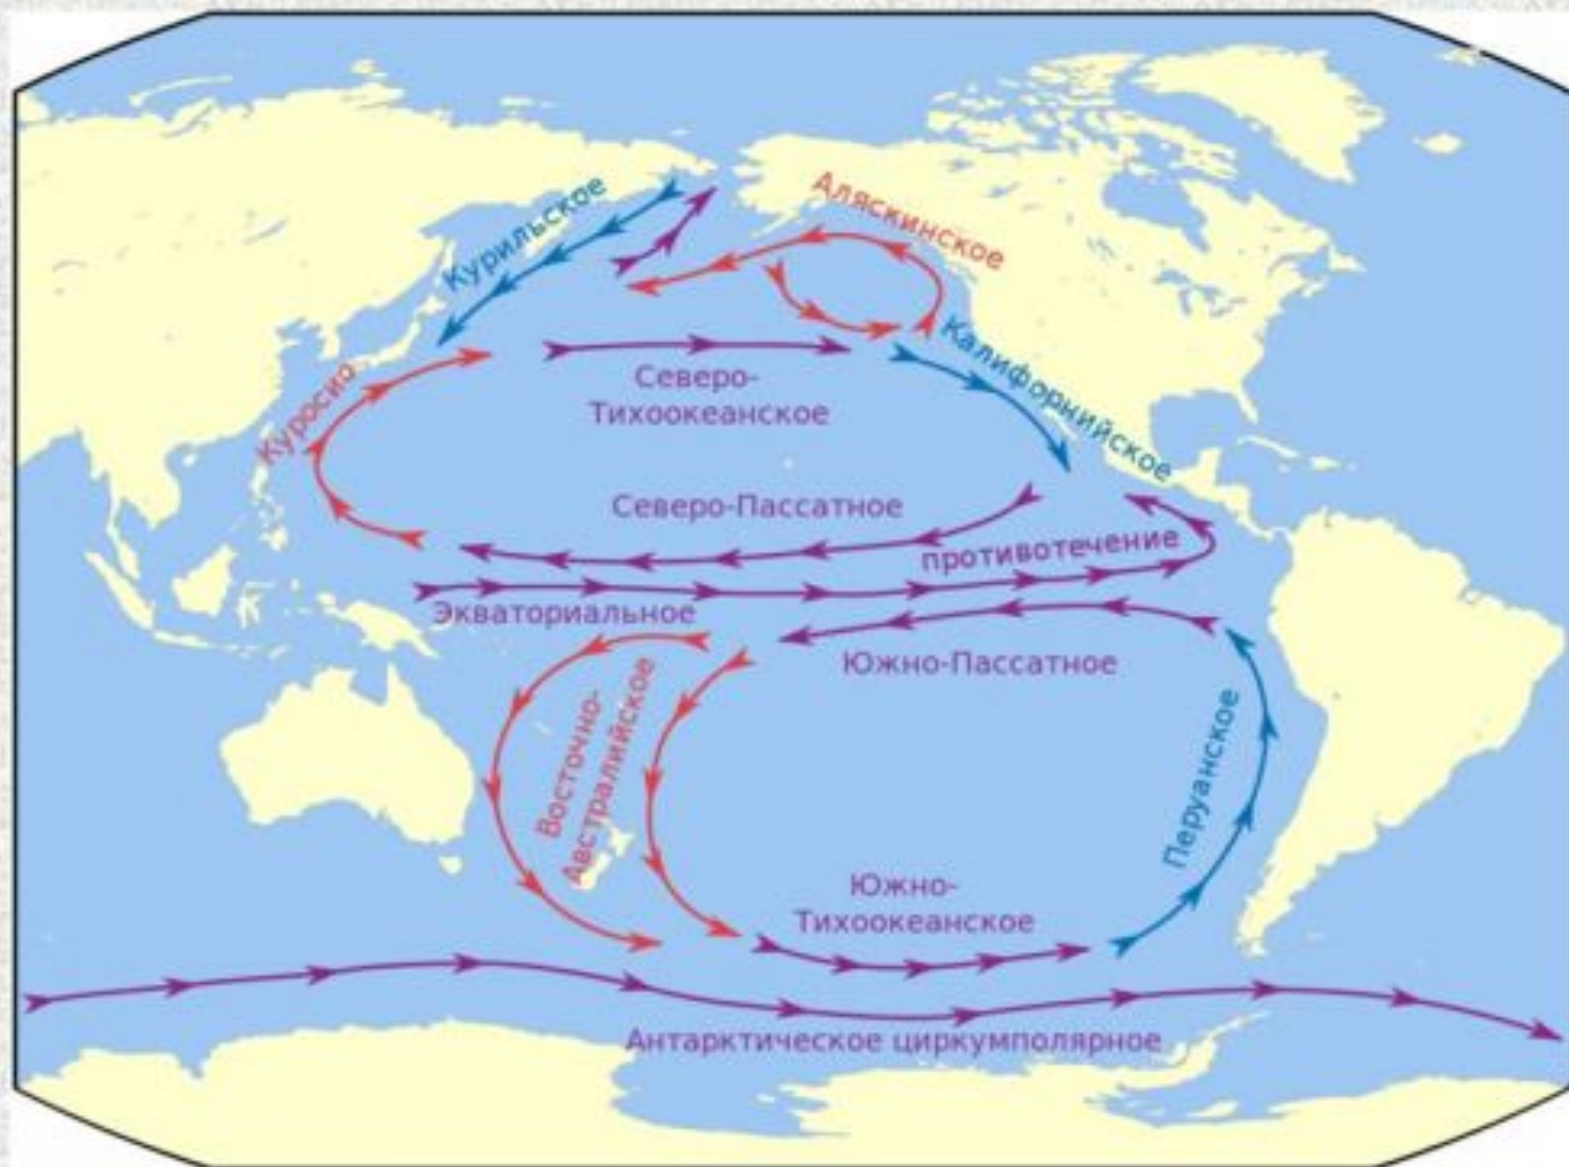 Курильское
Аляскинское
Куросио
Северо-
Тихоокеанское
Калифорнийское
Северо-Пассатное
противотечение
Экваториальное
Южно-Пассатное
Восточно-
Австралийское
Перуанское
Южно-
Тихоокеанское
Антарктическое циркумполярное